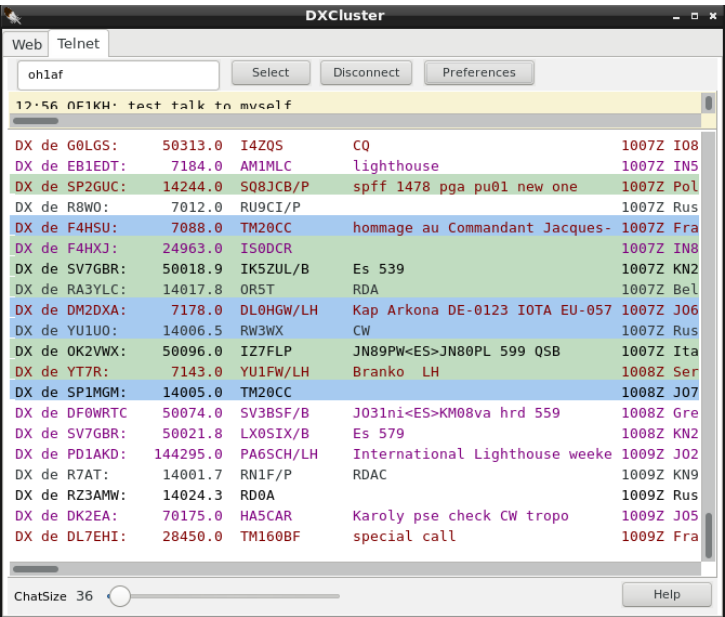 DXCluster
Web Telnet
oh1af Select Disconnect Preferences
12:56 OF1KH: test talk to myself
DX de G0LGS: 50313.0 I4ZQS CQ 1007Z IO8
DX de EB1EDT: 7184.0 AM1MLC lighthouse 1007Z IN5
DX de SP2GUC: 14244.0 SQ8JCB/P spff 1478 pga pu01 new one 1007Z Pol
DX de R8WO: 7012.0 RU9CI/P 1007Z Rus
DX de F4HSU: 7088.0 TM20CC hommage au Commandant Jacques- 1007Z Fra
DX de F4HXJ: 24963.0 IS0DCR 1007Z IN8
DX de SV7GBR: 50018.9 IK5ZUL/B Es 539 1007Z KN2
DX de RA3YLC: 14017.8 OR5T RDA 1007Z Bel
DX de DM2DXA: 7178.0 DL0HGW/LH Kap Arkona DE-0123 IOTA EU-057 1007Z JO6
DX de YU1UO: 14006.5 RW3WX CW 1007Z Rus
DX de OK2VWX: 50096.0 IZ7FLP JN89PW<ES>JN80PL 599 QSB 1007Z Ita
DX de YT7R: 7143.0 YU1FW/LH Branko LH 1008Z Ser
DX de SP1MGM: 14005.0 TM20CC 1008Z JO7
DX de DF0WRTC 50074.0 SV3BSF/B JO31ni<ES>KM08va hrd 559 1008Z Gre
DX de SV7GBR: 50021.8 LX0SIX/B Es 579 1008Z KN2
DX de PD1AKD: 144295.0 PA6SCH/LH International Lighthouse weeke 1009Z JO2
DX de R7AT: 14001.7 RN1F/P RDAC 1009Z KN9
DX de RZ3AMW: 14024.3 RD0A 1009Z Rus
DX de DK2EA: 70175.0 HA5CAR Karoly pse check CW tropo 1009Z JO5
DX de DL7EHI: 28450.0 TM160BF special call 1009Z Fra
ChatSize 36 Help